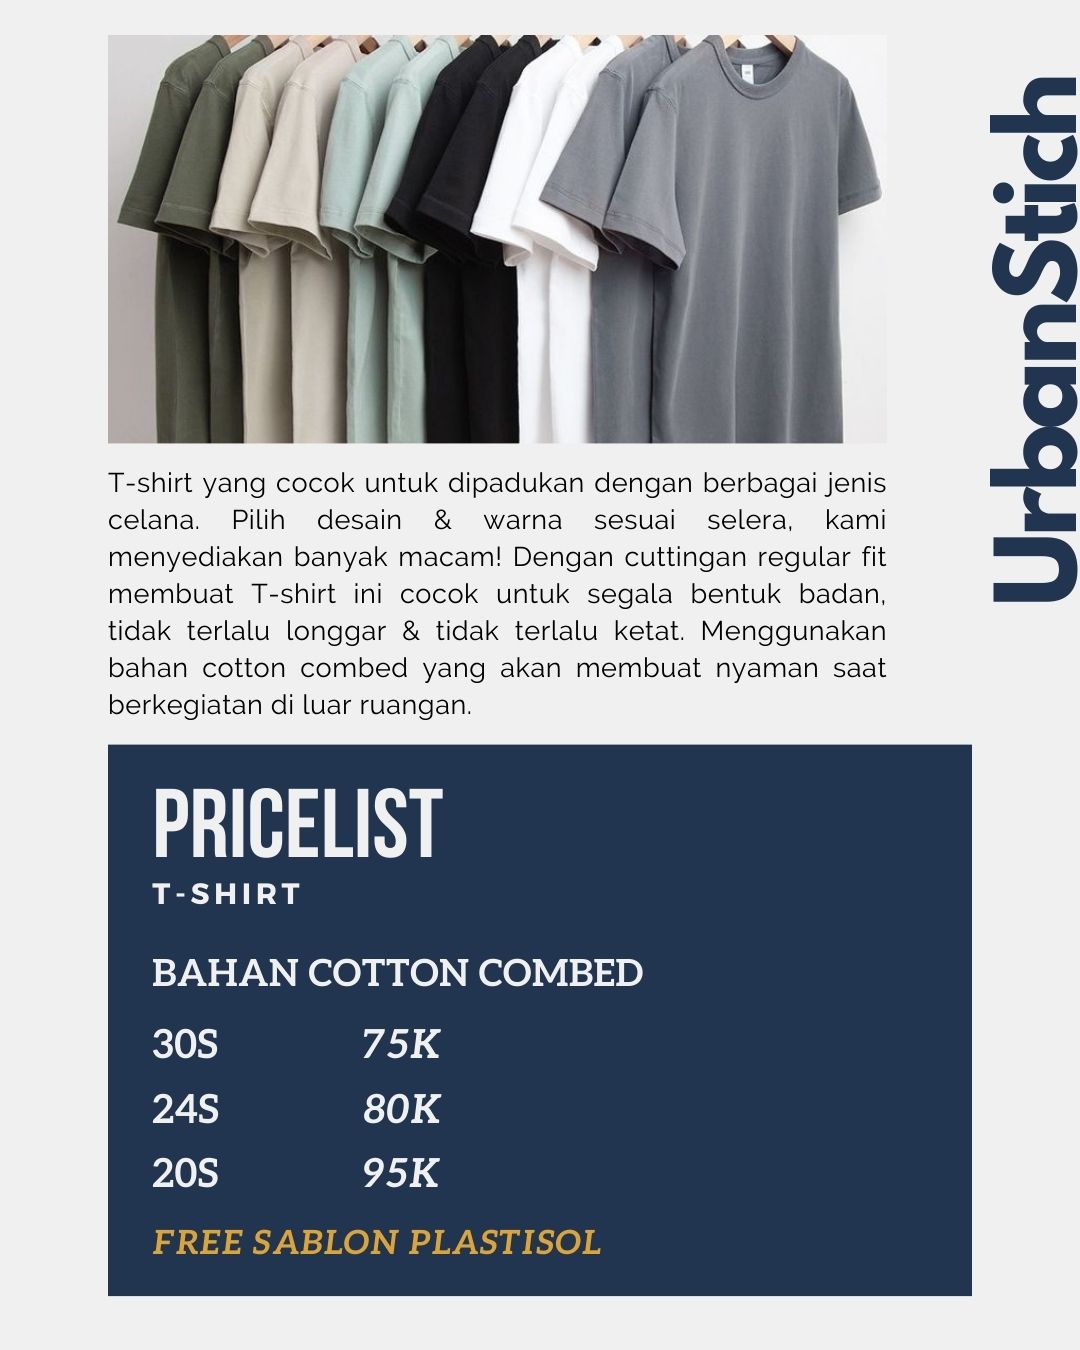 UrbanStich
T-shirt yang cocok untuk dipadukan dengan berbagai jenis
celana. Pilih desain & warna sesuai selera, kami
menyediakan banyak macam! Dengan cuttingan regular fit
membuat T-shirt ini cocok untuk segala bentuk badan,
tidak terlalu longgar & tidak terlalu ketat. Menggunakan
bahan cotton combed yang akan membuat nyaman saat
berkegiatan di luar ruangan.
PRICELIST
T-SHIRT
BAHAN COTTON COMBED
30S 75K
24S 80K
20S 95K
FREE SABLON PLASTISOL